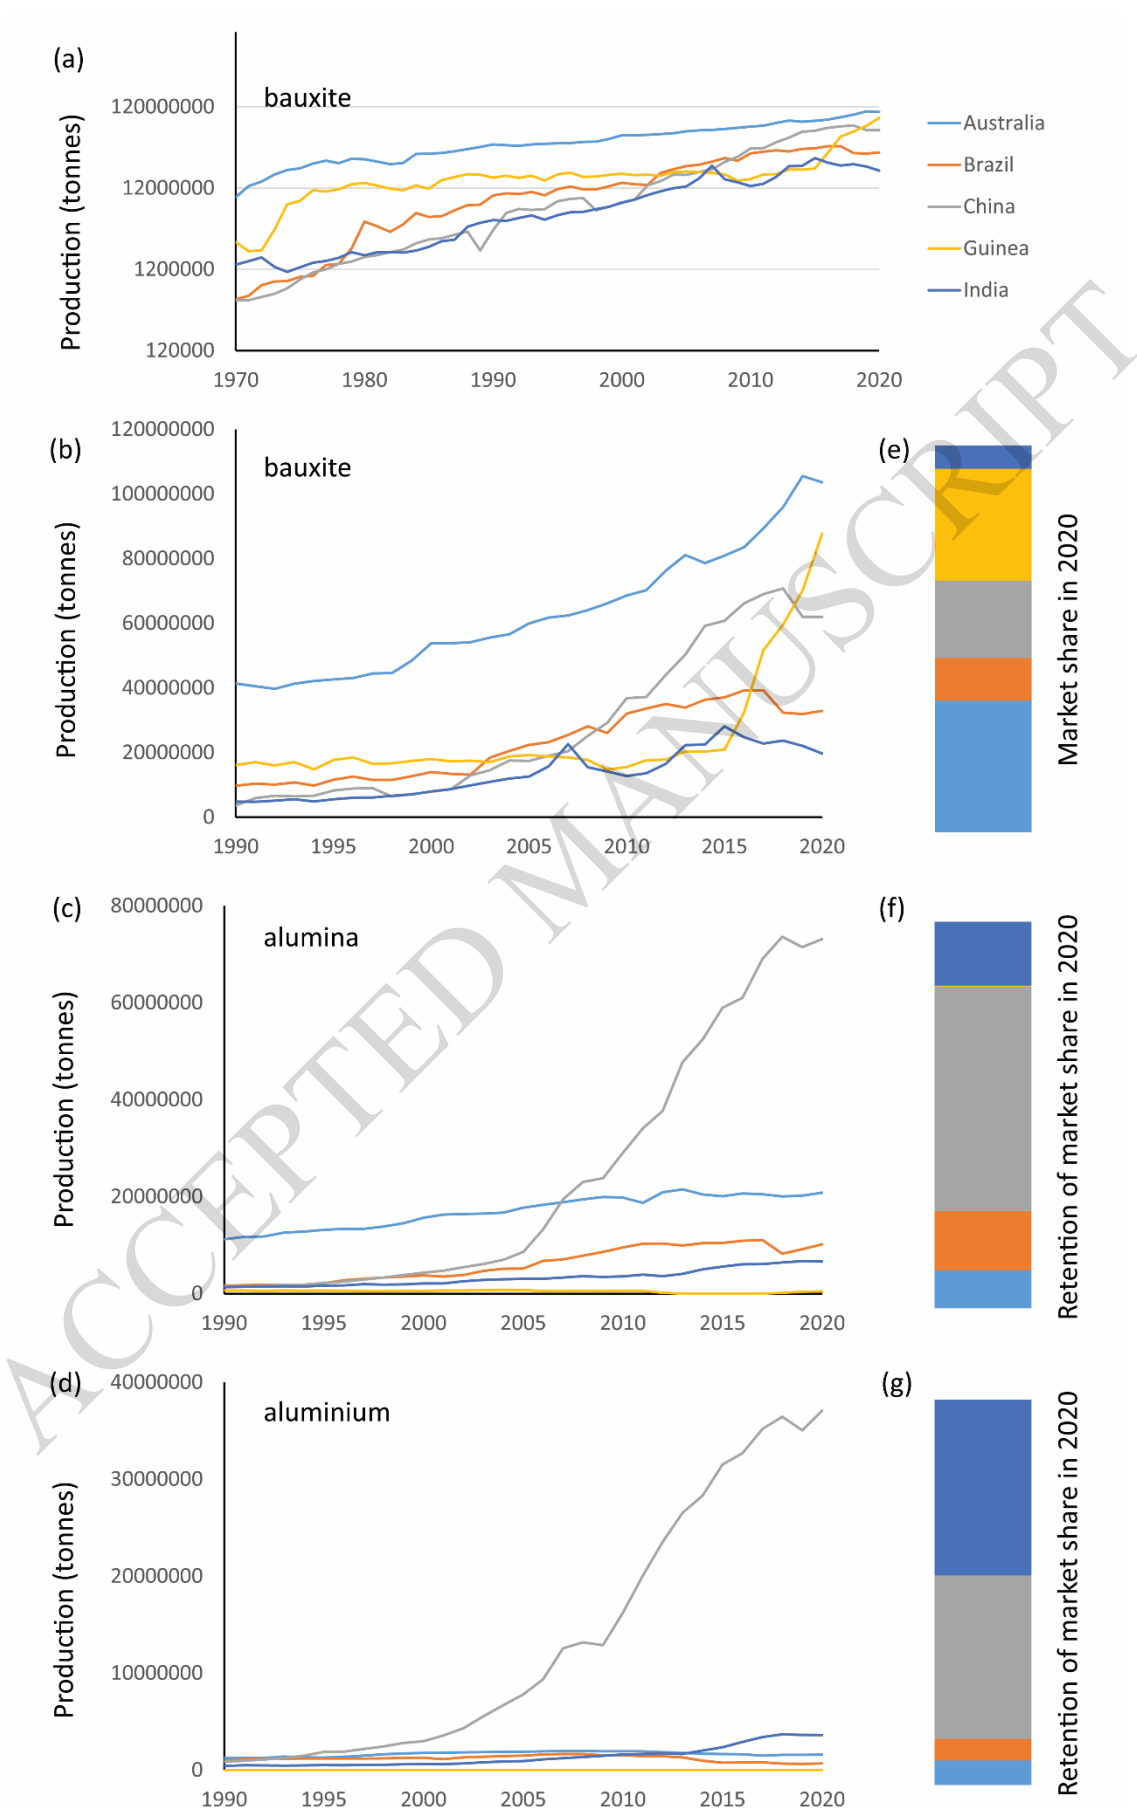 (a)
bauxite
Production (tonnes)
120000000
12000000
1200000
120000
1970 1980 1990 2000 2010 2020
Australia
Brazil
China
Guinea
India
(b)
bauxite
Production (tonnes)
120000000
100000000
80000000
60000000
40000000
20000000
0
1990 1995 2000 2005 2010 2015 2020
(e)
Market share in 2020
(c)
alumina
Production (tonnes)
80000000
60000000
40000000
20000000
0
1990 1995 2000 2005 2010 2015 2020
(f)
Retention of market share in 2020
(d)
aluminium
Production (tonnes)
40000000
30000000
20000000
10000000
0
1990 1995 2000 2005 2010 2015 2020
(g)
Retention of market share in 2020
ACCEPTED MANUSCRIPT